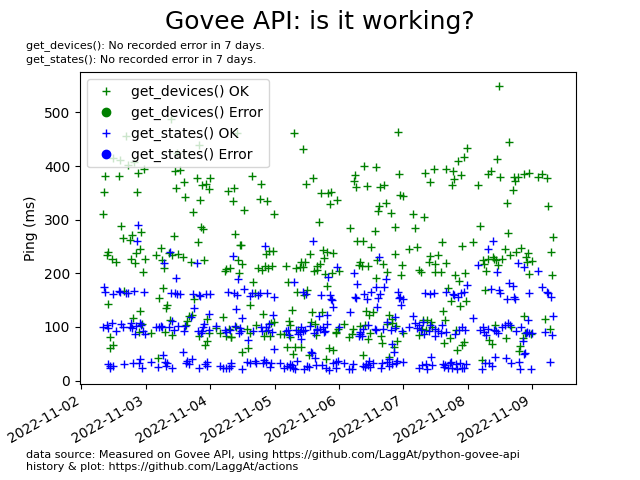 Govee API: is it working?
get_devices(): No recorded error in 7 days.
get_states(): No recorded error in 7 days.
get_devices() OK
get_devices() Error
get_states() OK
get_states() Error
Ping (ms)
500
400
300
200
100
0
2022-11-02
2022-11-03
2022-11-04
2022-11-05
2022-11-06
2022-11-07
2022-11-08
2022-11-09
data source: Measured on Govee API, using https://github.com/LaggAt/python-govee-api
history & plot: https://github.com/LaggAt/actions